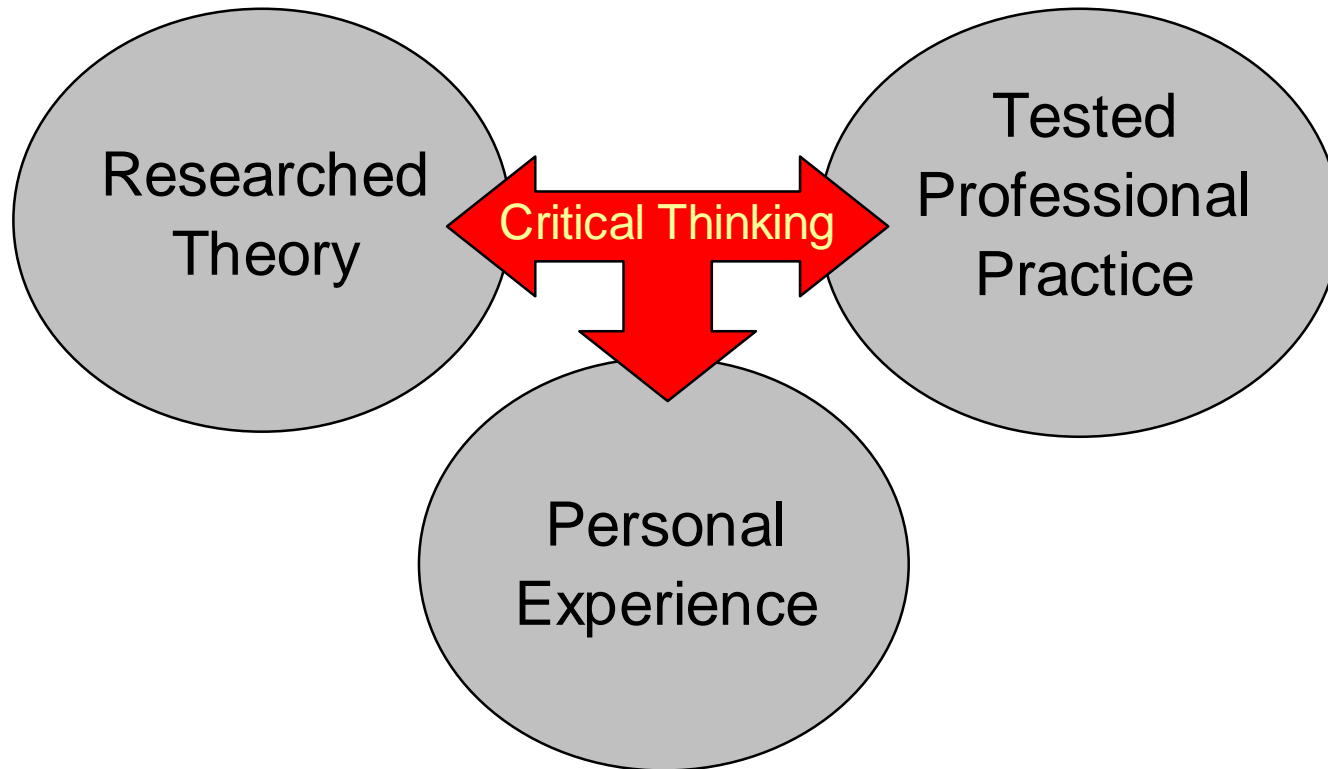 Researched
Theory
Critical Thinking
Tested
Professional
Practice
Personal
Experience